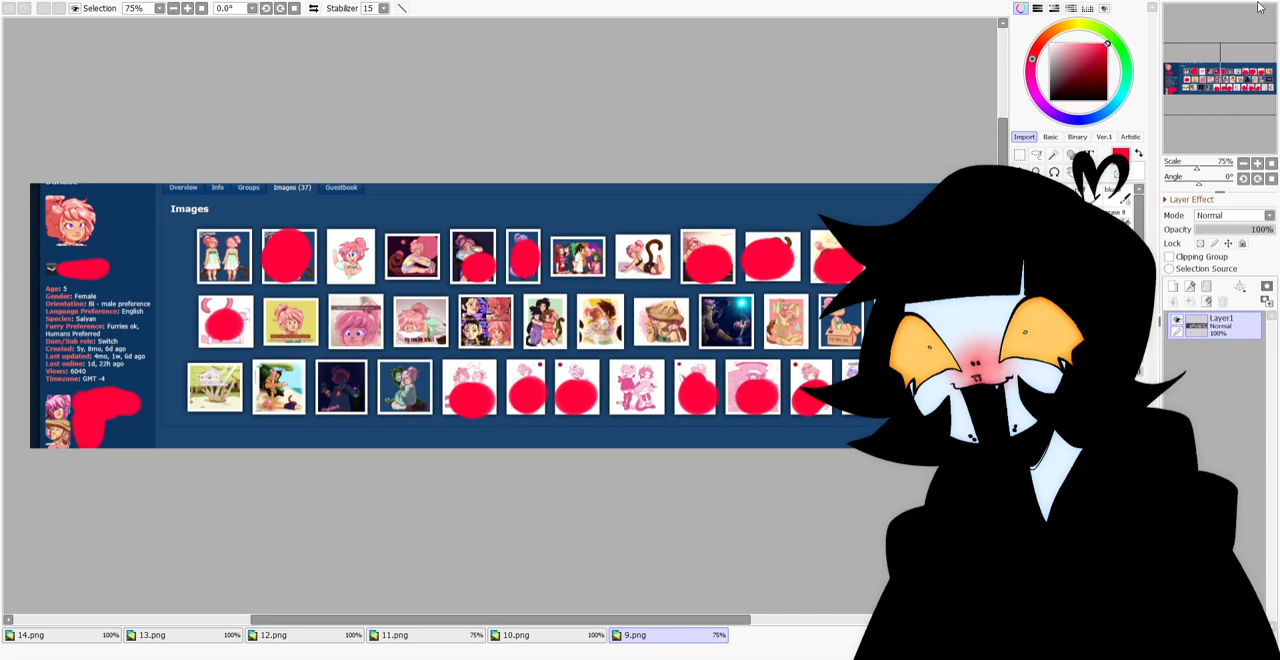 Selection 75% 0.0° Stabilizer 15
Import Basic Binary Ver.1 Artistic
Scale 75%
Angle 0°
Layer Effect
Mode Normal
Opacity 100%
Lock
Clipping Group
Selection Source
Layer1
Normal
100%
Overview Info Groups Images (37) Guestbook
Images
Age: 5
Gender: Female
Orientation: Bi - male preference
Language Preference: English
Species: Saiyan
Furry Preference: Furries ok,
Humans Preferred
Dom/Sub role: Switch
Created: 5y, 8mo, 6d ago
Last updated: 4mo, 1w, 6d ago
Last online: 1d, 22h ago
Views: 6040
Timezone: GMT -4
14.png 100% 13.png 100% 12.png 100% 11.png 75% 10.png 100% 9.png 75%